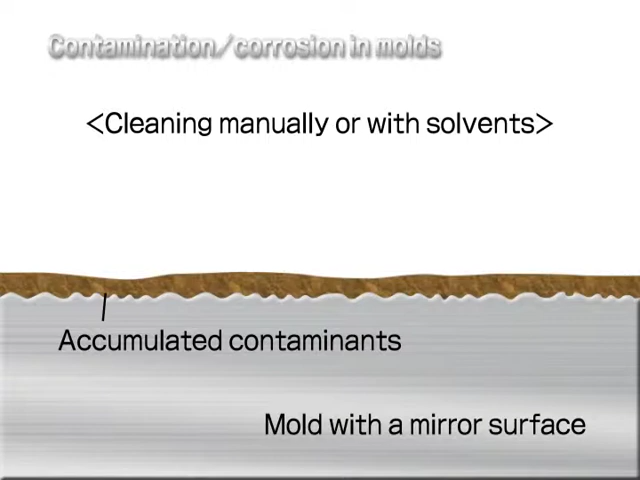 Contamination/corrosion in molds
<Cleaning manually or with solvents>
Accumulated contaminants
Mold with a mirror surface